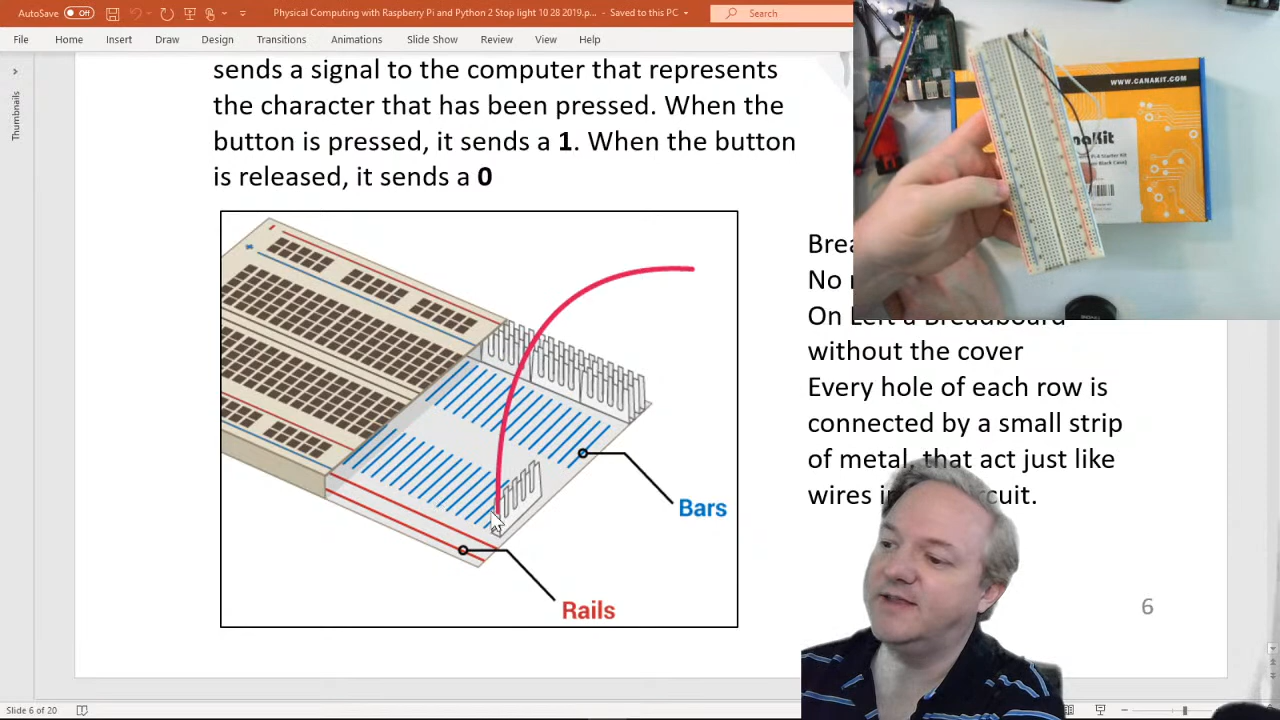 AutoSave Off
Physical Computing with Raspberry Pi and Python 2 Stop light 10 28 2019.p... - Saved to this PC
Search
File Home Insert Draw Design Transitions Animations Slide Show Review View Help
Thumbnails
sends a signal to the computer that represents
the character that has been pressed. When the
button is pressed, it sends a 1. When the button
is released, it sends a 0
WWW.CANAKIT.COM
No
On Left a Breadboard
without the cover
Every hole of each row is
connected by a small strip
of metal, that act just like
wires
Bars
Rails
6
Slide 6 of 20